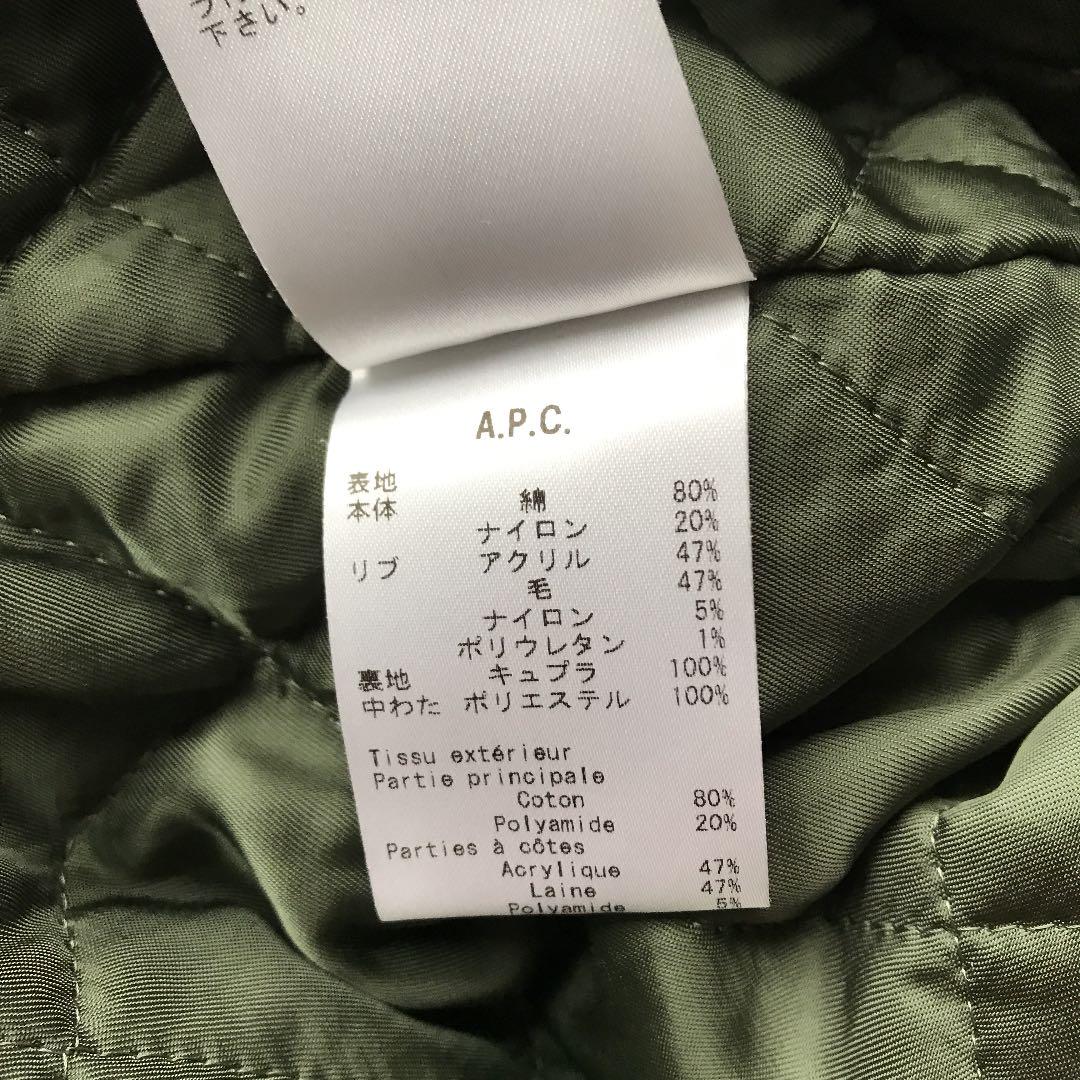 下さい。
A.P.C.
表地
本体 綿 80%
ナイロン 20%
リブ アクリル 47%
毛 47%
ナイロン 5%
ポリウレタン 1%
裏地 キュプラ 100%
中わた ポリエステル 100%
Tissu extérieur
Partie principale
Coton 80%
Polyamide 20%
Parties à côtes
Acrylique 47%
Laine 47%
Polyamide 5%